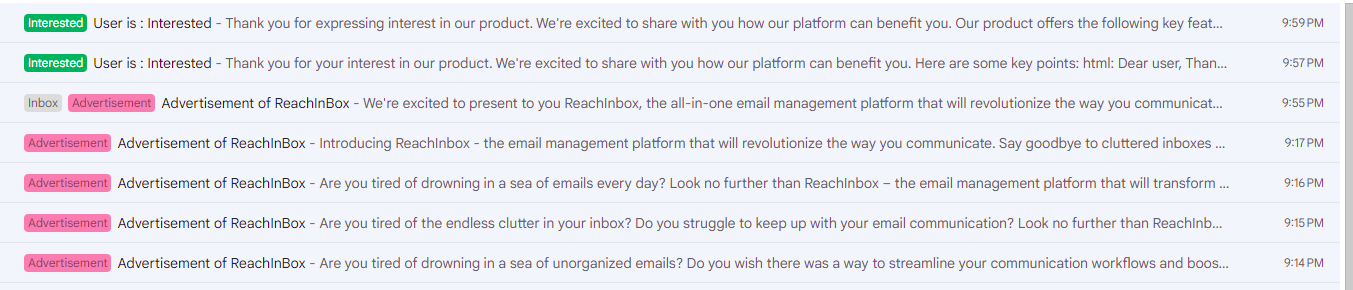 Interested User is : Interested - Thank you for expressing interest in our product. We're excited to share with you how our platform can benefit you. Our product offers the following key feat... 9:59 PM
Interested User is : Interested - Thank you for your interest in our product. We're excited to share with you how our platform can benefit you. Here are some key points: html: Dear user, Than... 9:57 PM
Inbox Advertisement Advertisement of ReachInBox - We're excited to present to you ReachInbox, the all-in-one email management platform that will revolutionize the way you communicat... 9:55 PM
Advertisement Advertisement of ReachInBox - Introducing ReachInbox - the email management platform that will revolutionize the way you communicate. Say goodbye to cluttered inboxes ... 9:17 PM
Advertisement Advertisement of ReachInBox - Are you tired of drowning in a sea of emails every day? Look no further than ReachInbox – the email management platform that will transform ... 9:16 PM
Advertisement Advertisement of ReachInBox - Are you tired of the endless clutter in your inbox? Do you struggle to keep up with your email communication? Look no further than ReachInb... 9:15 PM
Advertisement Advertisement of ReachInBox - Are you tired of drowning in a sea of unorganized emails? Do you wish there was a way to streamline your communication workflows and boos... 9:14 PM